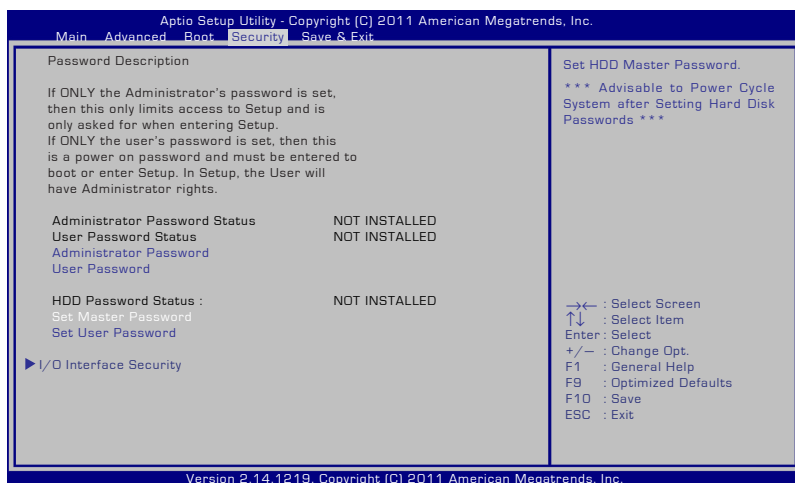 Aptio Setup Utility - Copyright (C) 2011 American Megatrends, Inc.
Main Advanced Boot Security Save & Exit
Password Description
If ONLY the Administrator's password is set,
then this only limits access to Setup and is
only asked for when entering Setup.
If ONLY the user's password is set, then this
is a power on password and must be entered to
boot or enter Setup. In Setup, the User will
have Administrator rights.
Administrator Password Status NOT INSTALLED
User Password Status NOT INSTALLED
Administrator Password
User Password
HDD Password Status : NOT INSTALLED
Set Master Password
Set User Password
I/O Interface Security
Set HDD Master Password.
*** Advisable to Power Cycle
System after Setting Hard Disk
Passwords ***
→← : Select Screen
↑↓ : Select Item
Enter : Select
+/— : Change Opt.
F1 : General Help
F9 : Optimized Defaults
F10 : Save
ESC : Exit
Version 2.14.1219. Copyright (C) 2011 American Megatrends, Inc.